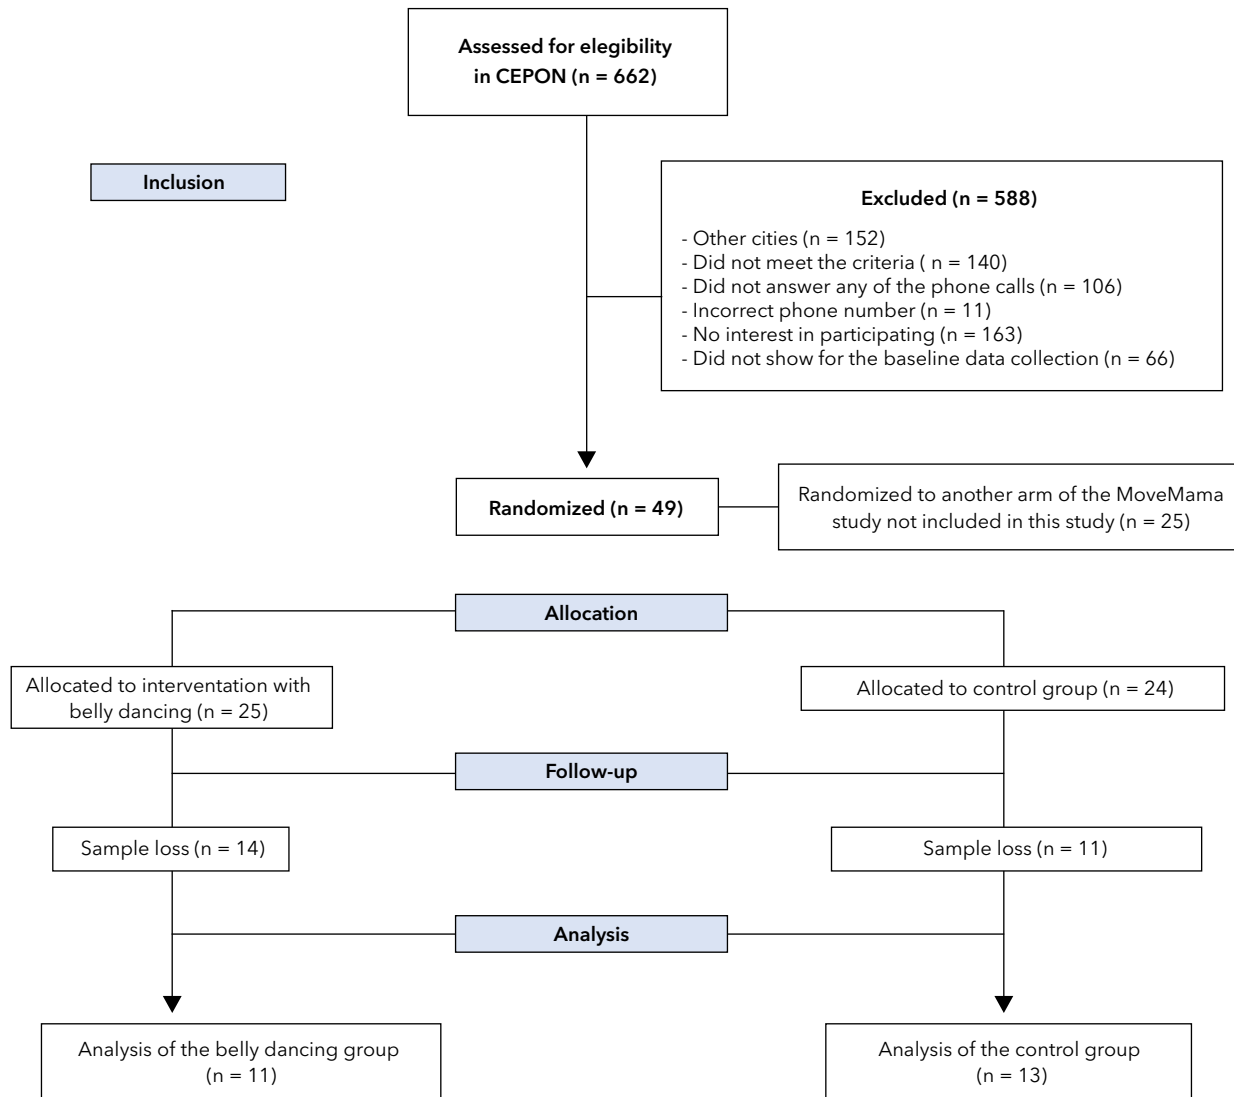 Assessed for elegibility
in CEPON (n = 662)
Inclusion
Excluded (n = 588)
- Other cities (n = 152)
- Did not meet the criteria ( n = 140)
- Did not answer any of the phone calls (n = 106)
- Incorrect phone number (n = 11)
- No interest in participating (n = 163)
- Did not show for the baseline data collection (n = 66)
Randomized (n = 49)
Randomized to another arm of the MoveMama
study not included in this study (n = 25)
Allocation
Allocated to interventation with
belly dancing (n = 25)
Allocated to control group (n = 24)
Follow-up
Sample loss (n = 14)
Sample loss (n = 11)
Analysis
Analysis of the belly dancing group
(n = 11)
Analysis of the control group
(n = 13)